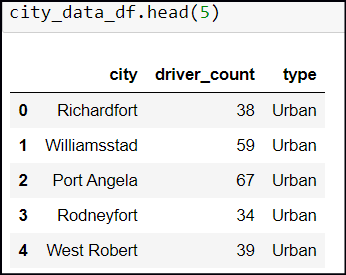 city_data_df.head(5)
city driver_count type
0 Richardfort 38 Urban
1 Williamsstad 59 Urban
2 Port Angela 67 Urban
3 Rodneyfort 34 Urban
4 West Robert 39 Urban